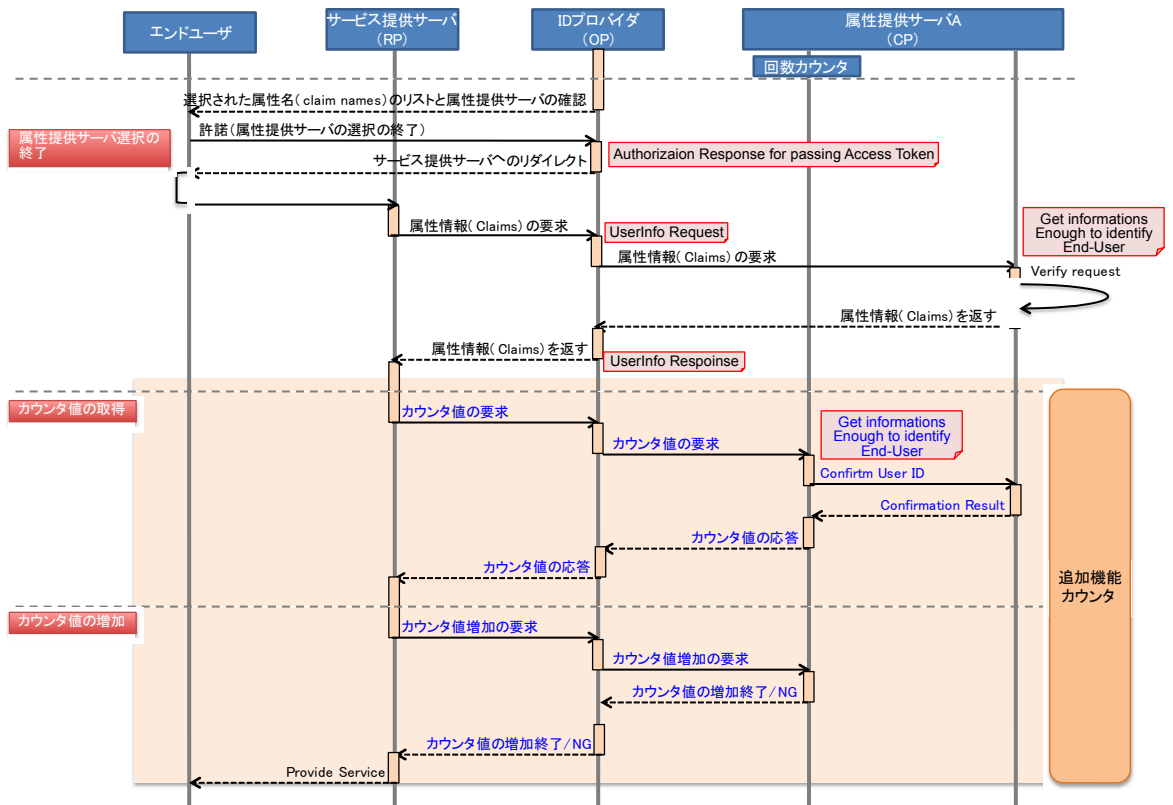 エンドユーザ
サービス提供サーバ
(RP)
IDプロバイダ
(OP)
属性提供サーバA
(CP)
回数カウンタ
選択された属性名( claim names)のリストと属性提供サーバの確認
属性提供サーバ選択の
終了
許諾(属性提供サーバの選択の終了)
Authorizaion Response for passing Access Token
サービス提供サーバへのリダイレクト
属性情報( Claims) の要求
UserInfo Request
Get informations
Enough to identify
End-User
属性情報( Claims) の要求
Verify request
属性情報( Claims) を返す
属性情報( Claims) を返す
UserInfo Respoinse
カウンタ値の取得
カウンタ値の要求
カウンタ値の要求
Get informations
Enough to identify
End-User
Confirtm User ID
Confirmation Result
カウンタ値の応答
カウンタ値の応答
追加機能
カウンタ
カウンタ値の増加
カウンタ値増加の要求
カウンタ値増加の要求
カウンタ値の増加終了/NG
カウンタ値の増加終了/NG
Provide Service